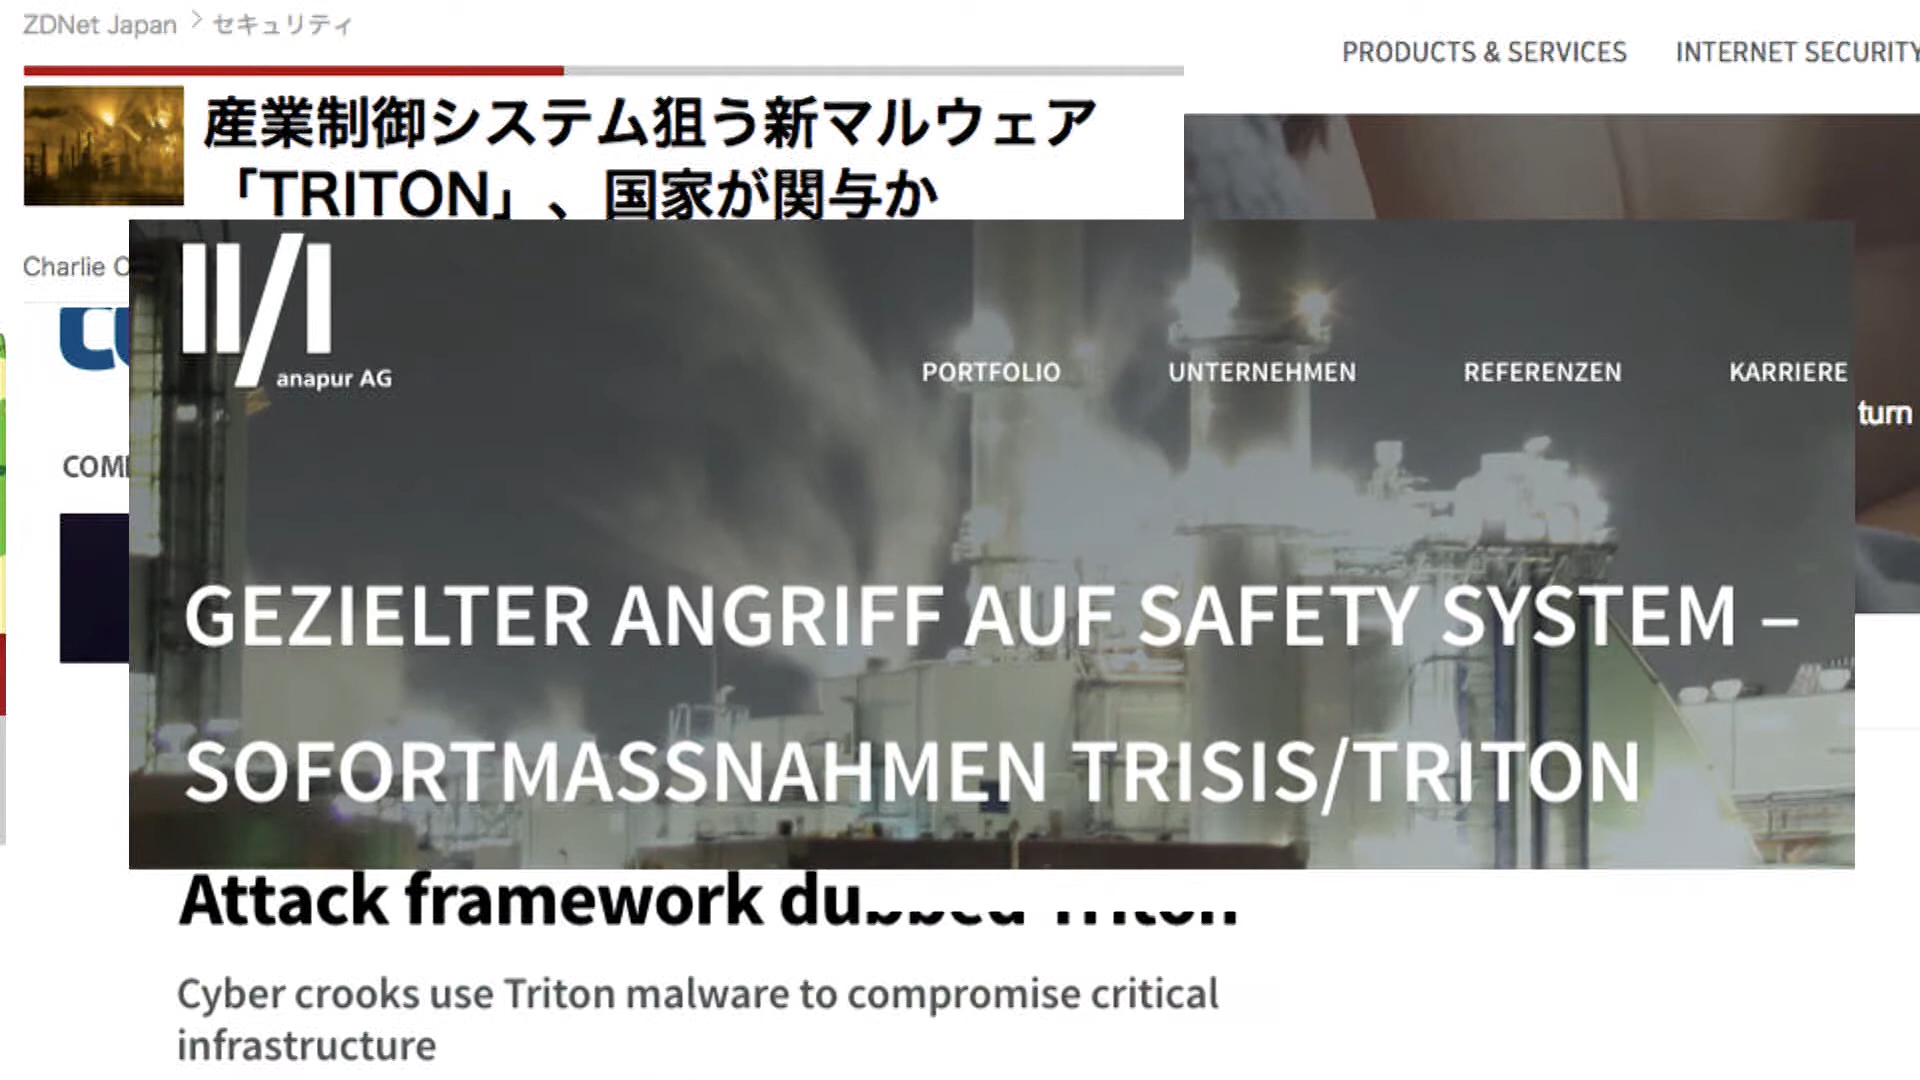 ZDNet Japan > セキュリティ
PRODUCTS & SERVICES INTERNET SECURITY
産業制御システム狙う新マルウェア
「TRITON」、国家が関与か
Charlie
anapur AG
PORTFOLIO UNTERNEHMEN REFERENZEN KARRIERE
turn
GEZIELTER ANGRIFF AUF SAFETY SYSTEM –
SOFORTMASSNAHMEN TRISIS/TRITON
Attack framework dubbed Triton
Cyber crooks use Triton malware to compromise critical
infrastructure